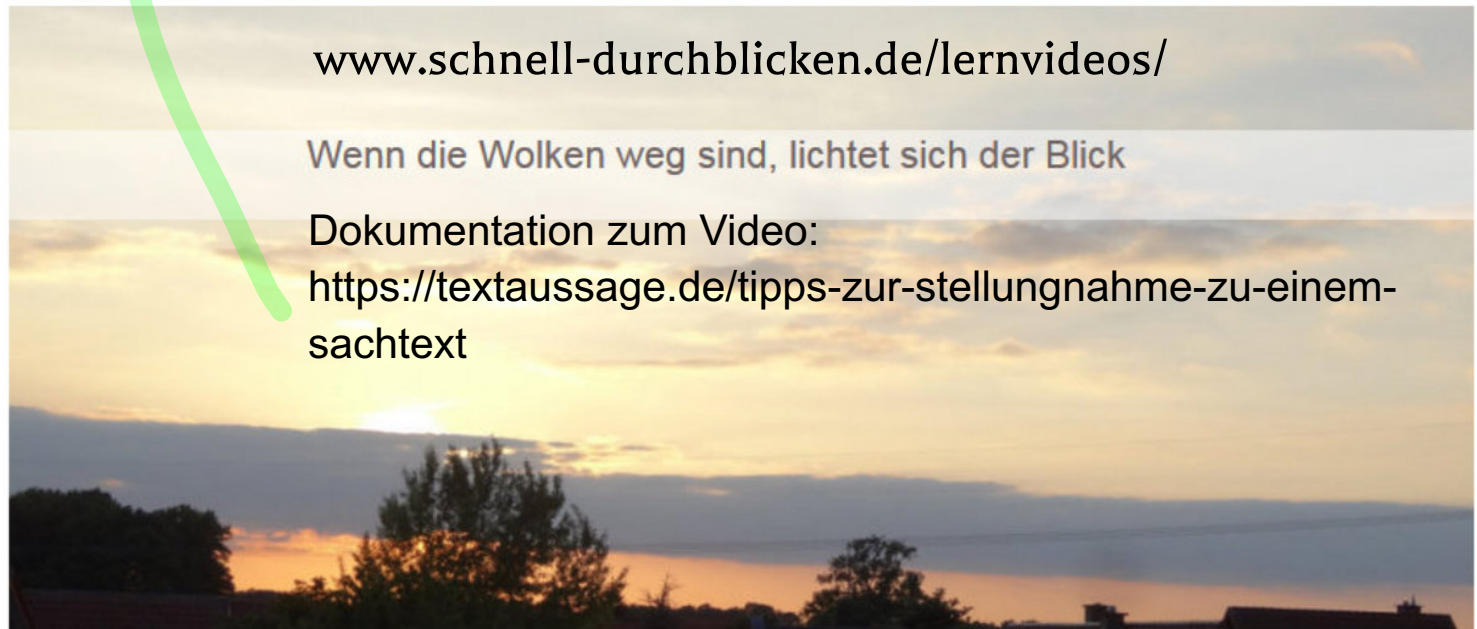 www.schnell-durchblicken.de/lernvideos/
Wenn die Wolken weg sind, lichtet sich der Blick
Dokumentation zum Video:
https://textaussage.de/tipps-zur-stellungnahme-zu-einem-
sachtext